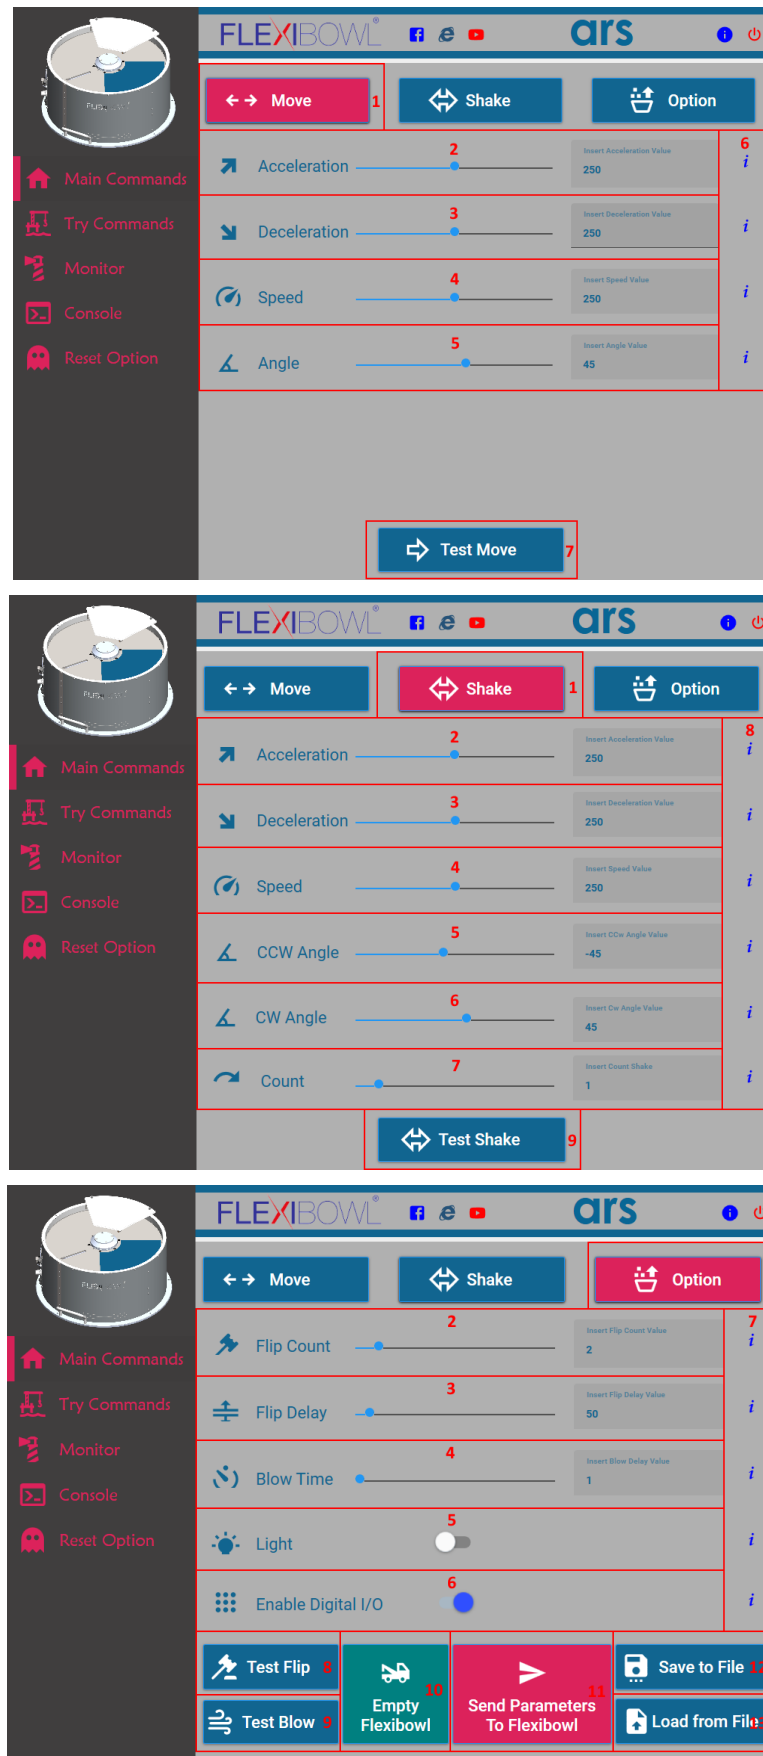 FLEXIBOWL® ars
Move 1 Shake Option
Main Commands
Try Commands
Monitor
Console
Reset Option
Acceleration 2 Insert Acceleration Value 250 6 i
Deceleration 3 Insert Deceleration Value 250 i
Speed 4 Insert Speed Value 250 i
Angle 5 Insert Angle Value 45 i
Test Move 7
FLEXIBOWL® ars
Move Shake 1 Option
Main Commands
Try Commands
Monitor
Console
Reset Option
Acceleration 2 Insert Acceleration Value 250 8 i
Deceleration 3 Insert Deceleration Value 250 i
Speed 4 Insert Speed Value 250 i
CCW Angle 5 Insert CCw Angle Value -45 i
CW Angle 6 Insert Cw Angle Value 45 i
Count 7 Insert Count Shake 1 i
Test Shake 9
FLEXIBOWL® ars
Move Shake Option
Main Commands
Try Commands
Monitor
Console
Reset Option
Flip Count 2 Insert Flip Count Value 2 7 i
Flip Delay 3 Insert Flip Delay Value 50 i
Blow Time 4 Insert Blow Delay Value 1 i
Light 5 i
Enable Digital I/O 6 i
Test Flip 8
Test Blow 9
Empty 10
Flexibowl
Send Parameters 11
To Flexibowl
Save to File 12
Load from File 13